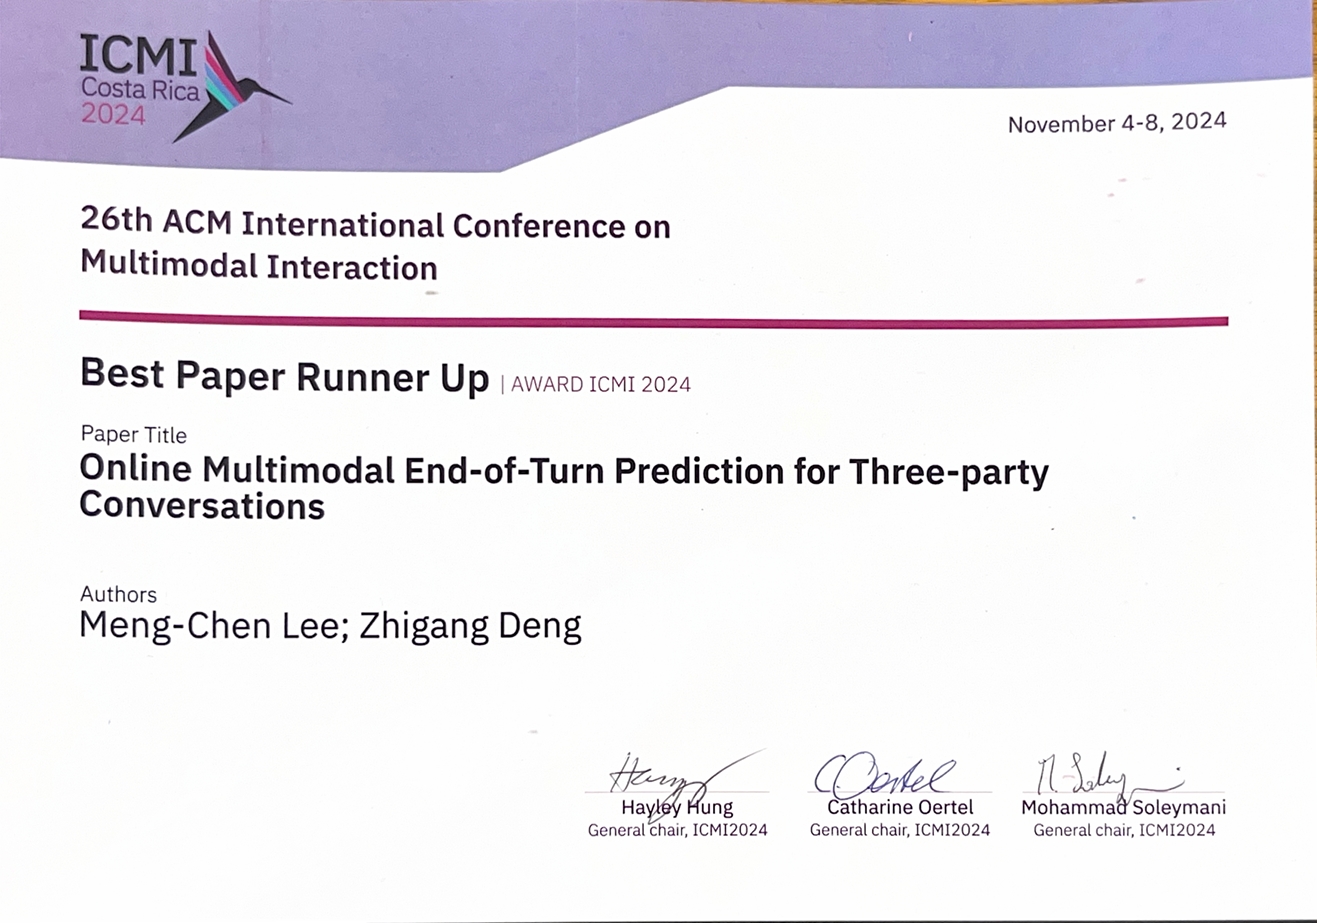 ICMI
Costa Rica
2024
November 4-8, 2024
26th ACM International Conference on
Multimodal Interaction
Best Paper Runner Up | AWARD ICMI 2024
Paper Title
Online Multimodal End-of-Turn Prediction for Three-party
Conversations
Authors
Meng-Chen Lee; Zhigang Deng
Hayley Hung
General chair, ICMI2024
Catharine Oertel
General chair, ICMI2024
Mohammad Soleymani
General chair, ICMI2024